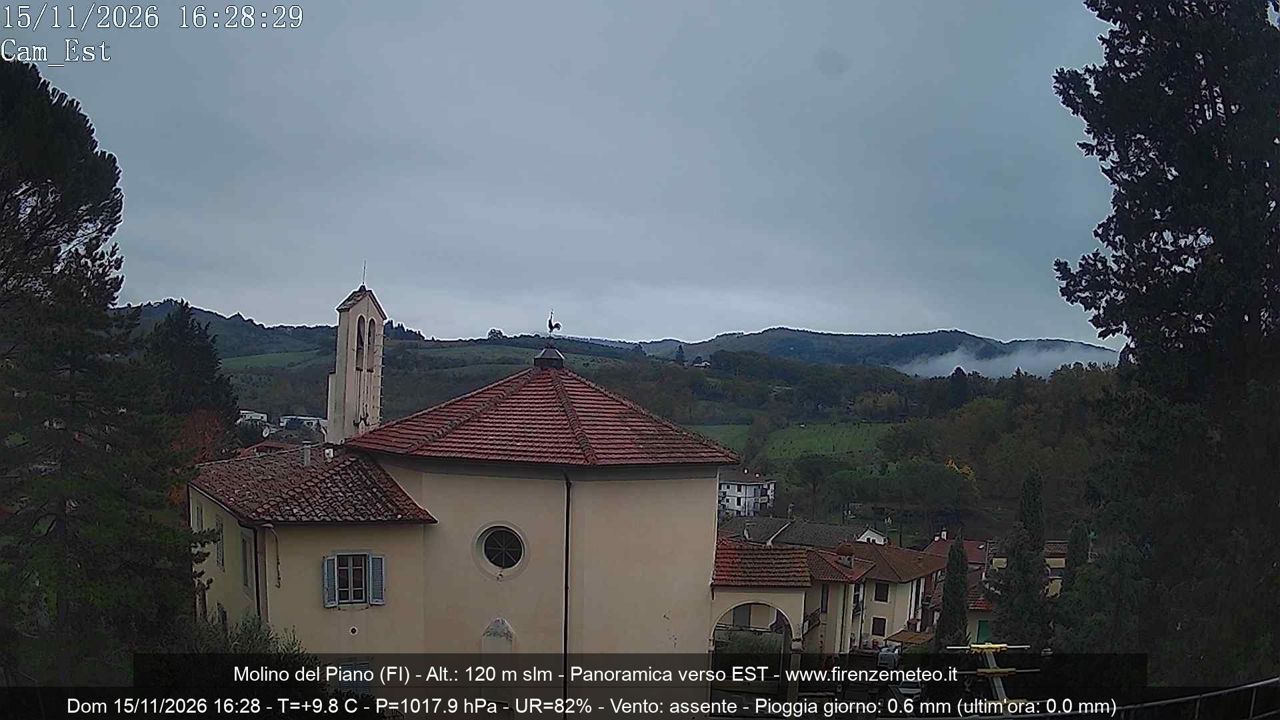 15/11/2026 16:28:29
Cam_Est
Molino del Piano (FI) - Alt.: 120 m slm - Panoramica verso EST - www.firenzemeteo.it
Dom 15/11/2026 16:28 - T=+9.8 C - P=1017.9 hPa - UR=82% - Vento: assente - Pioggia giorno: 0.6 mm (ultim'ora: 0.0 mm)